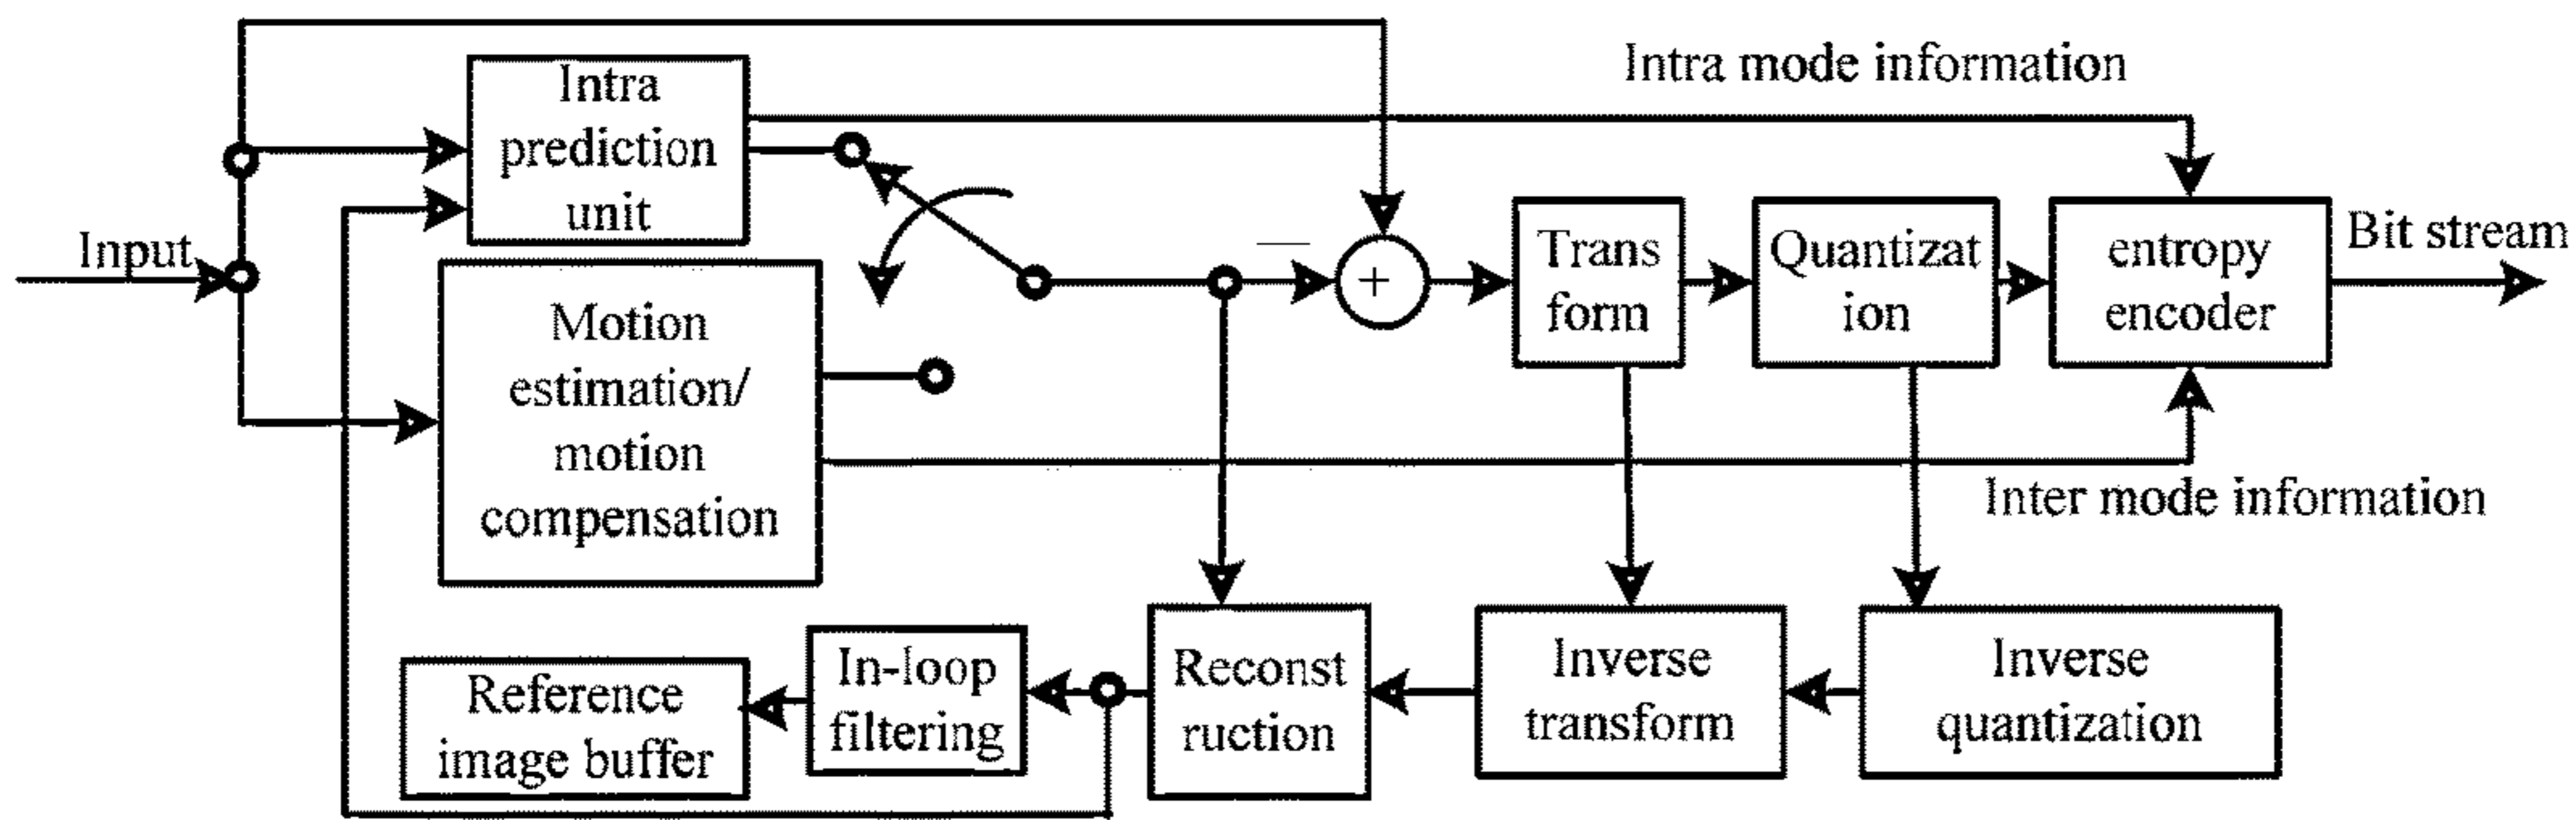 Intra mode information
Intra
prediction
unit
Input
—
+
Trans
form
Quantizat
ion
entropy
encoder
Bit stream
Motion
estimation/
motion
compensation
Inter mode information
Reference
image buffer
In-loop
filtering
Reconst
ruction
Inverse
transform
Inverse
quantization